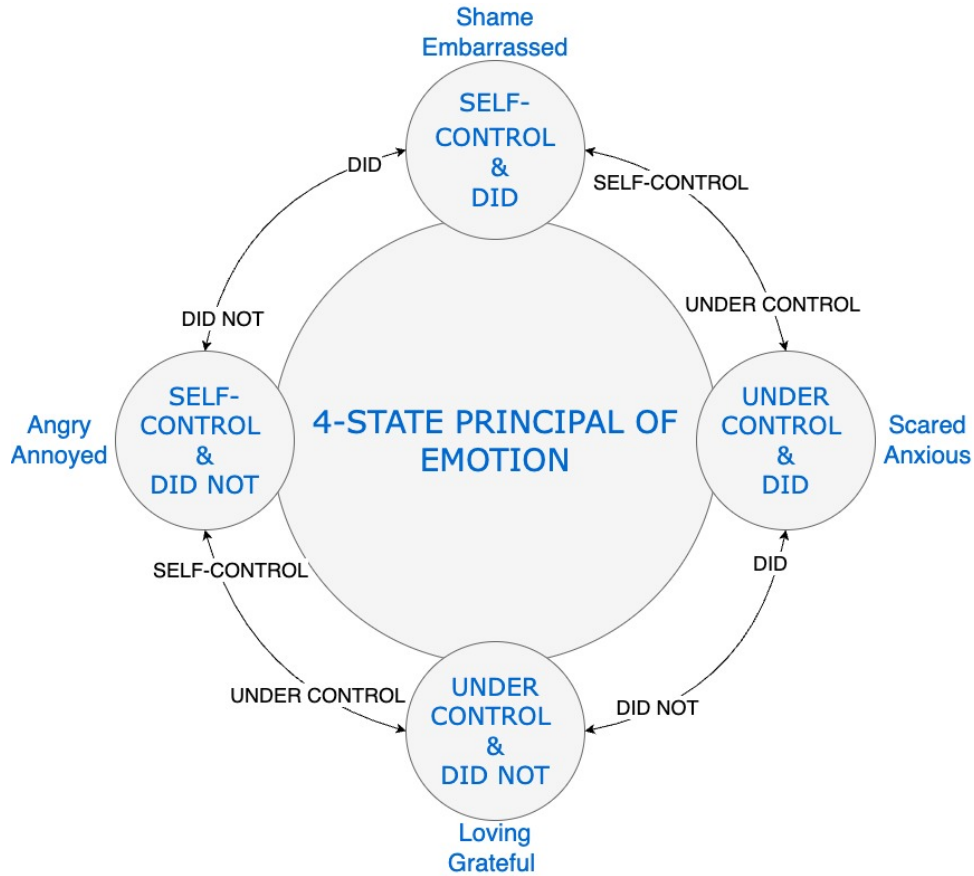 Shame
Embarrassed
SELF-
CONTROL
&
DID
DID
SELF-CONTROL
DID NOT
UNDER CONTROL
Angry
Annoyed
SELF-
CONTROL
&
DID NOT
4-STATE PRINCIPAL OF
EMOTION
UNDER
CONTROL
&
DID
Scared
Anxious
SELF-CONTROL
DID
UNDER CONTROL
DID NOT
UNDER
CONTROL
&
DID NOT
Loving
Grateful